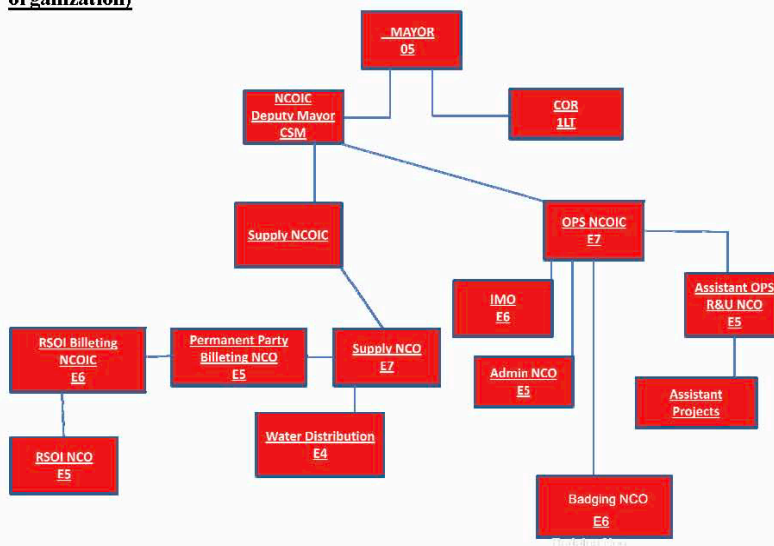 organization)
MAYOR
05
NCOIC
Deputy Mayor
CSM
COR
1LT
Supply NCOIC
OPS NCOIC
E7
IMO
E6
Assistant OPS
R&U NCO
E5
RSOI Billeting
NCOIC
E6
Permanent Party
Billeting NCO
E5
Supply NCO
E7
Admin NCO
E5
Assistant
Projects
RSOI NCO
E5
Water Distribution
E4
Badging NCO
E6